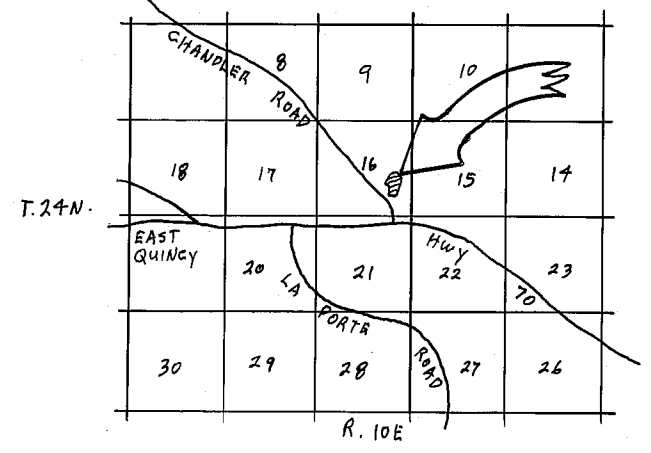 CHANDLER ROAD
8
9
10
18
17
16
15
14
T. 24N.
EAST
QUINCY
HWY 70
20
21
22
23
LA PORTE ROAD
30
29
28
27
26
R. 10E